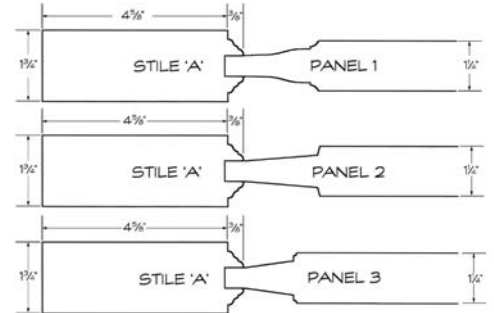 4⅝" ⅜"
1¾" STILE 'A' PANEL 1 1¼"
4⅝" ⅜"
1¾" STILE 'A' PANEL 2 1¼"
4⅝" ⅜"
1¾" STILE 'A' PANEL 3 1¼"